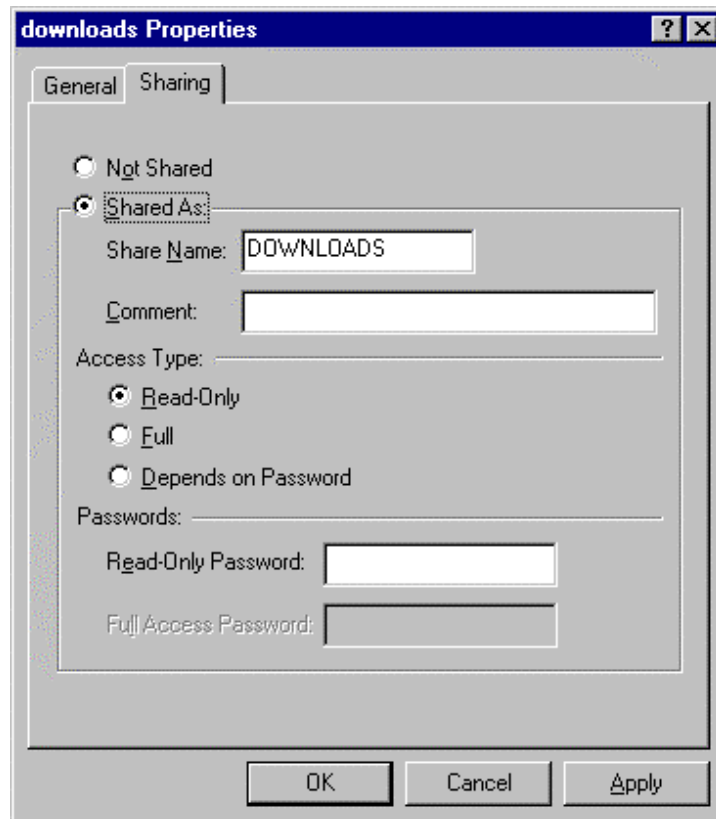 downloads Properties
General Sharing
Not Shared
Shared As:
Share Name: DOWNLOADS
Comment:
Access Type:
Read-Only
Full
Depends on Password
Passwords:
Read-Only Password:
Full Access Password:
OK Cancel Apply